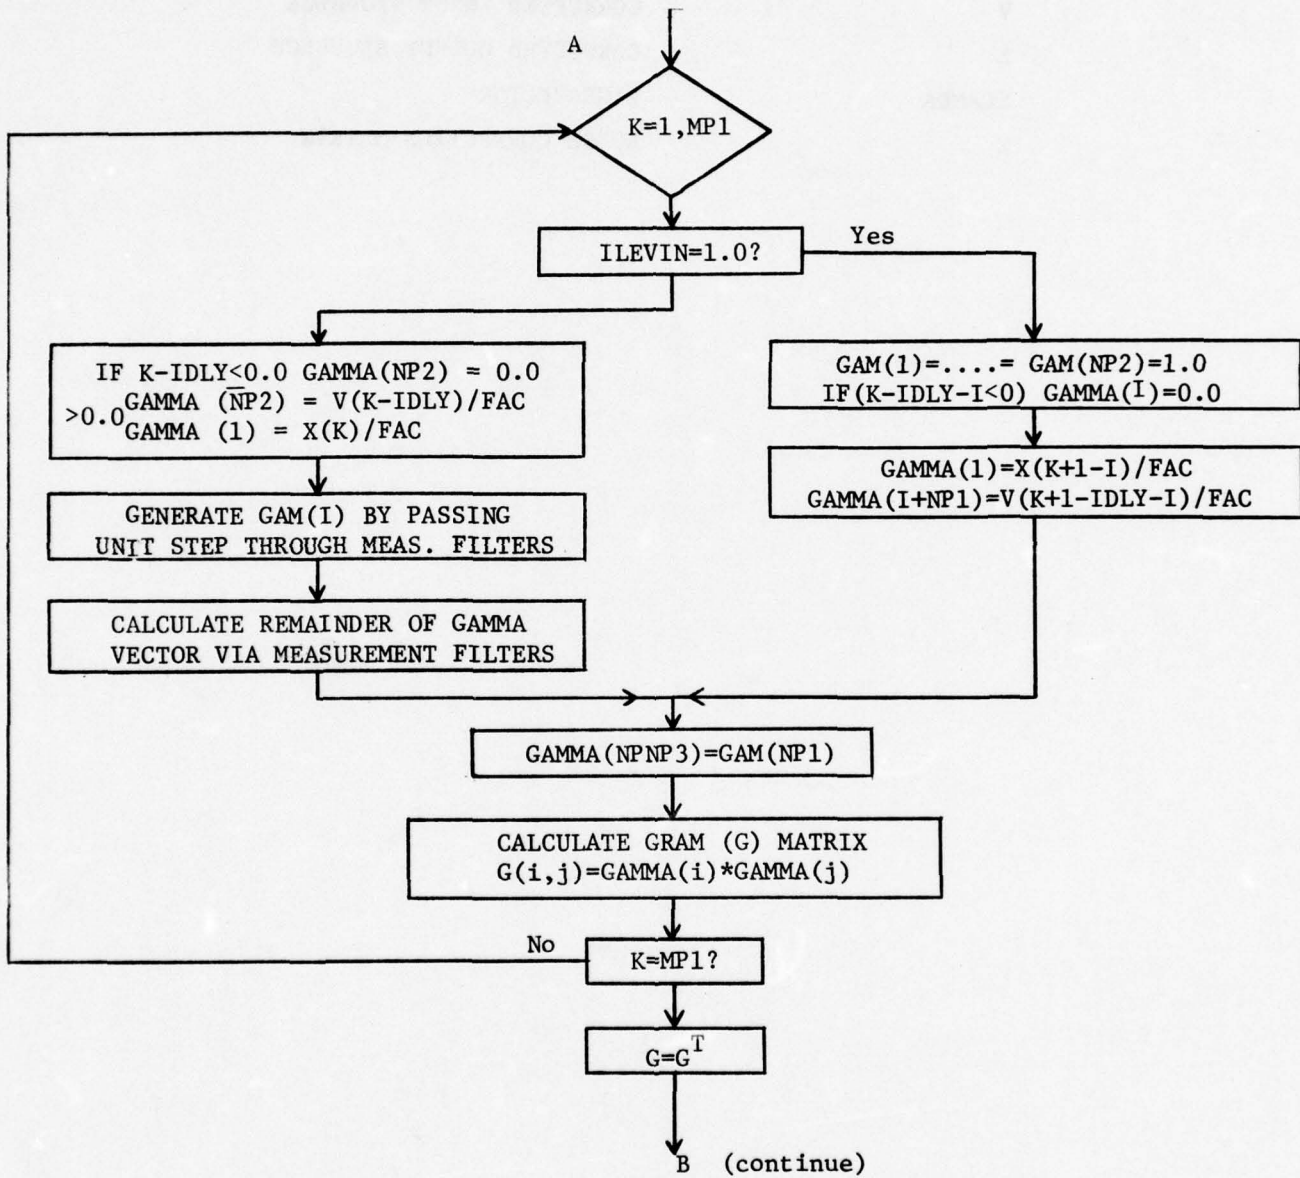 A
K=1,MP1
ILEVIN=1.0?
Yes
IF K-IDLY<0.0 GAMMA(NP2) = 0.0
>0.0 GAMMA (NP2) = V(K-IDLY)/FAC
GAMMA (1) = X(K)/FAC
GAM(1)=....= GAM(NP2)=1.0
IF(K-IDLY-I<0) GAMMA(I)=0.0
GAMMA(1)=X(K+1-I)/FAC
GAMMA(I+NP1)=V(K+1-IDLY-I)/FAC
GENERATE GAM(I) BY PASSING
UNIT STEP THROUGH MEAS. FILTERS
CALCULATE REMAINDER OF GAMMA
VECTOR VIA MEASUREMENT FILTERS
GAMMA(NPNP3)=GAM(NP1)
CALCULATE GRAM (G) MATRIX
G(i,j)=GAMMA(i)*GAMMA(j)
No
K=MP1?
G=G^T
B (continue)